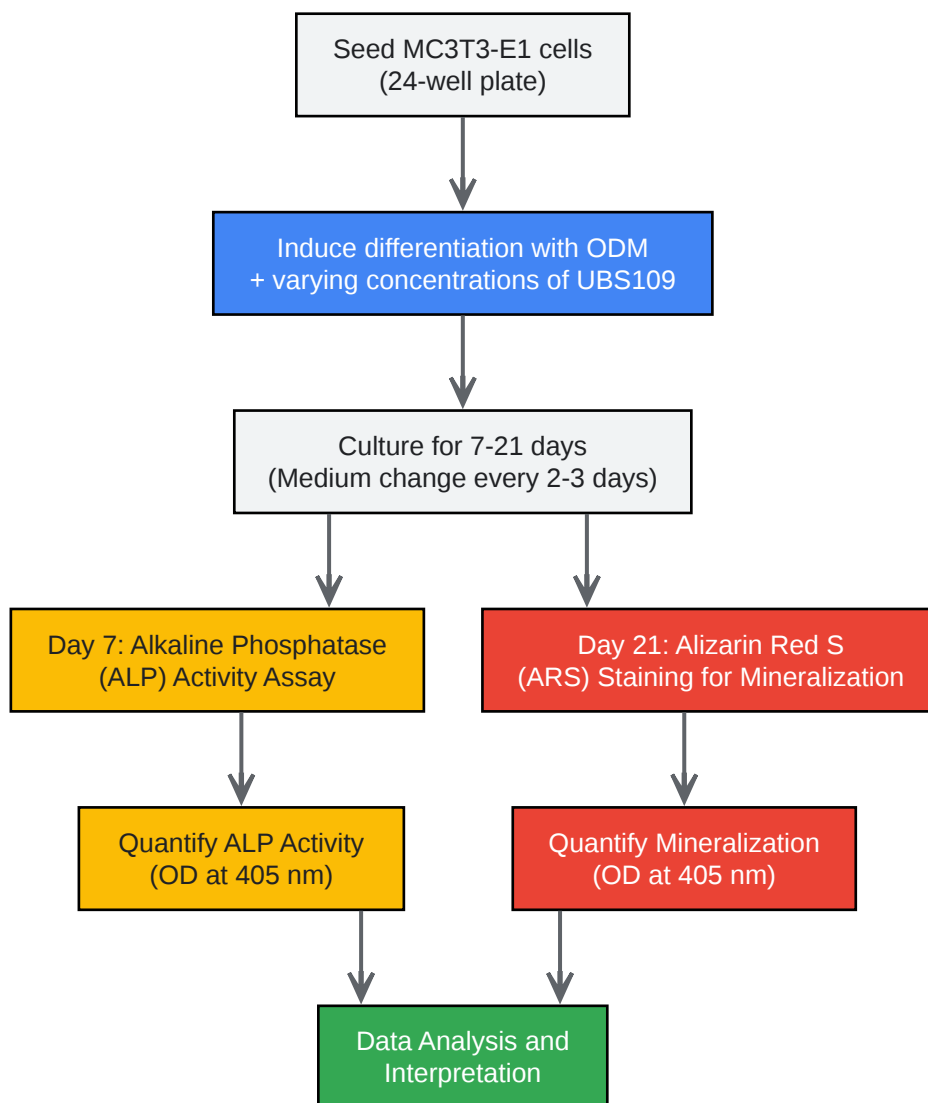 Seed MC3T3-E1 cells
(24-well plate)
Induce differentiation with ODM
+ varying concentrations of UBS109
Culture for 7-21 days
(Medium change every 2-3 days)
Day 7: Alkaline Phosphatase
(ALP) Activity Assay
Day 21: Alizarin Red S
(ARS) Staining for Mineralization
Quantify ALP Activity
(OD at 405 nm)
Quantify Mineralization
(OD at 405 nm)
Data Analysis and
Interpretation